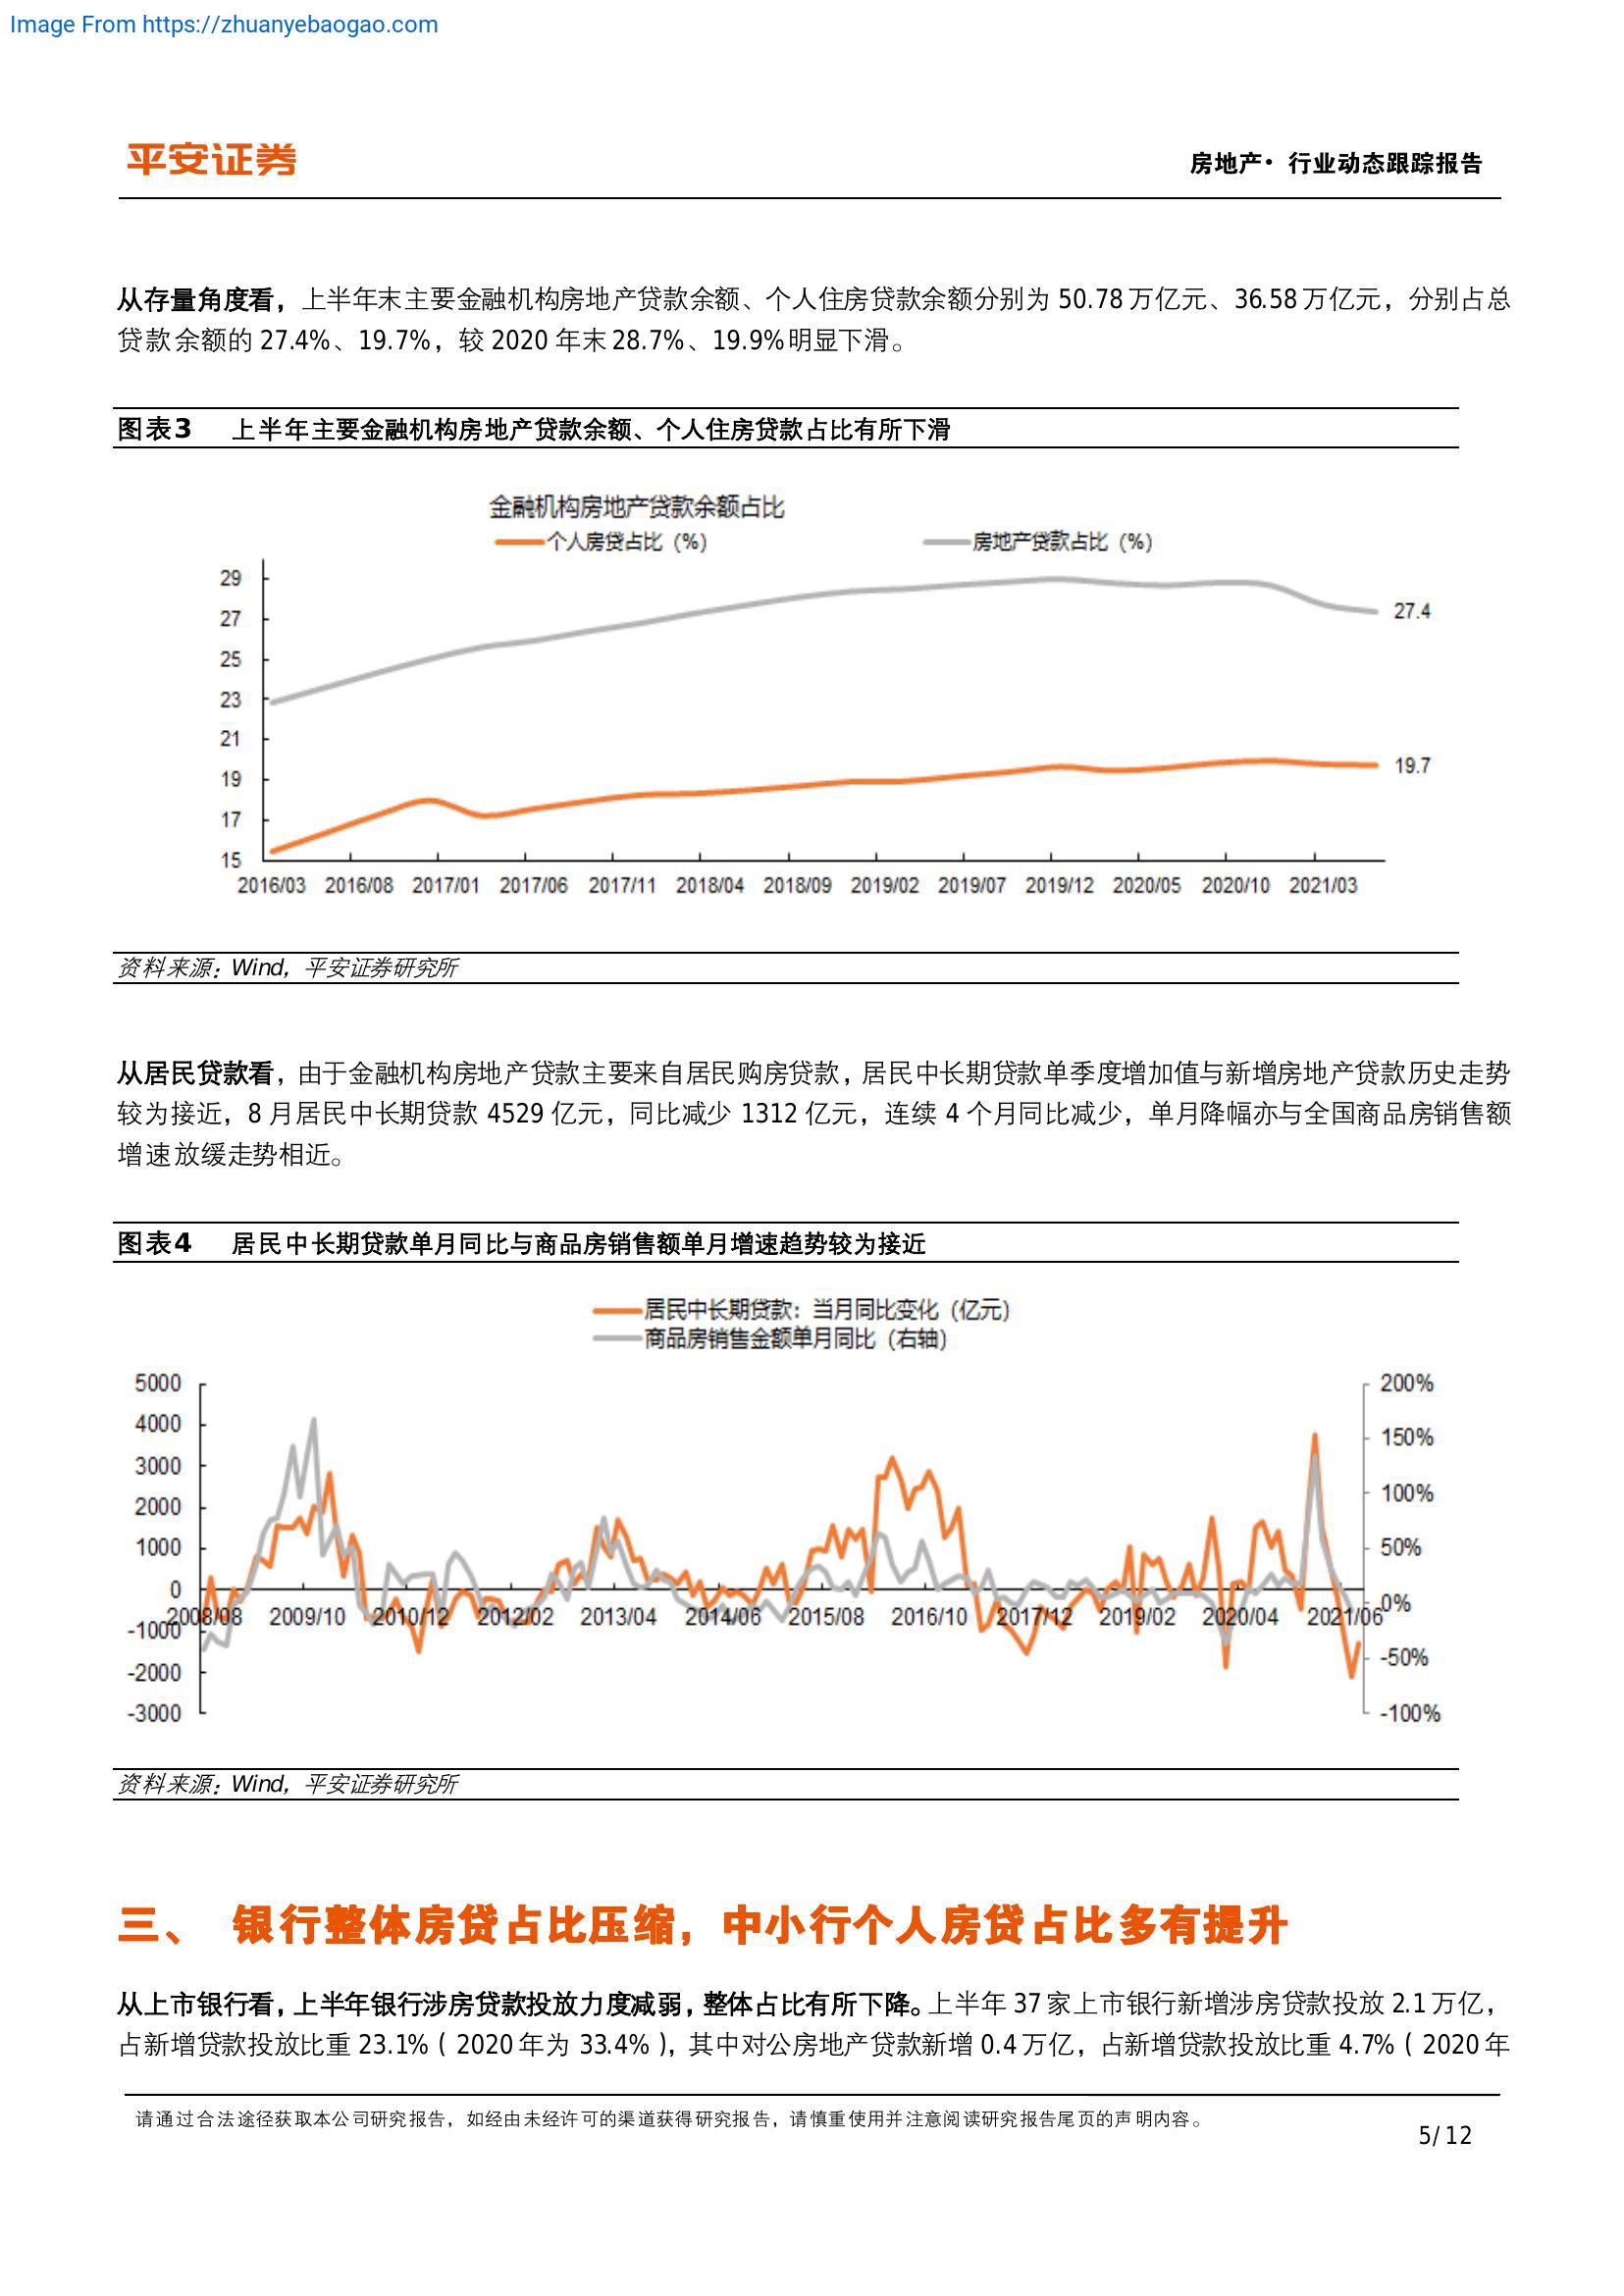 Image From https://zhuanyebaogao.com
平安证券
房地产·行业动态跟踪报告
从存量角度看，上半年末主要金融机构房地产贷款余额、个人住房贷款余额分别为 50.78 万亿元、36.58 万亿元，分别占总
贷款余额的 27.4%、19.7%，较 2020 年末 28.7%、19.9%明显下滑。
图表3 上半年主要金融机构房地产贷款余额、个人住房贷款占比有所下滑
金融机构房地产贷款余额占比
个人房贷占比（%） 房地产贷款占比（%）
29
27
25
23
21
19
17
15
27.4
19.7
2016/03 2016/08 2017/01 2017/06 2017/11 2018/04 2018/09 2019/02 2019/07 2019/12 2020/05 2020/10 2021/03
资料来源：Wind，平安证券研究所
从居民贷款看，由于金融机构房地产贷款主要来自居民购房贷款，居民中长期贷款单季度增加值与新增房地产贷款历史走势
较为接近，8 月居民中长期贷款 4529 亿元，同比减少 1312 亿元，连续 4 个月同比减少，单月降幅亦与全国商品房销售额
增速放缓走势相近。
图表4 居民中长期贷款单月同比与商品房销售额单月增速趋势较为接近
居民中长期贷款：当月同比变化（亿元）
商品房销售金额单月同比（右轴）
5000
4000
3000
2000
1000
0
-1000
-2000
-3000
200%
150%
100%
50%
0%
-50%
-100%
2008/08 2009/10 2010/12 2012/02 2013/04 2014/06 2015/08 2016/10 2017/12 2019/02 2020/04 2021/06
资料来源：Wind，平安证券研究所
三、 银行整体房贷占比压缩，中小行个人房贷占比多有提升
从上市银行看，上半年银行涉房贷款投放力度减弱，整体占比有所下降。上半年 37 家上市银行新增涉房贷款投放 2.1 万亿，
占新增贷款投放比重 23.1%（2020 年为 33.4%），其中对公房地产贷款新增 0.4 万亿，占新增贷款投放比重 4.7%（2020 年
请通过合法途径获取本公司研究报告，如经由未经许可的渠道获得研究报告，请慎重使用并注意阅读研究报告尾页的声明内容。
5/ 12